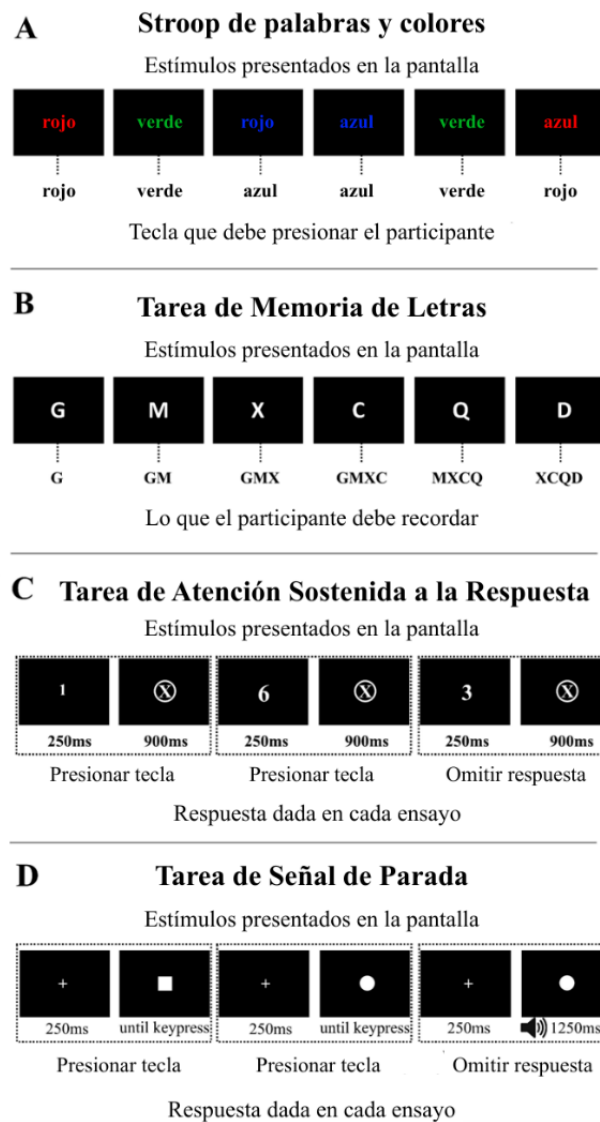 A Stroop de palabras y colores
Estímulos presentados en la pantalla
rojo verde rojo azul verde azul
rojo verde azul azul verde rojo
Tecla que debe presionar el participante
B Tarea de Memoria de Letras
Estímulos presentados en la pantalla
G M X C Q D
G GM GMX GMXC MXCQ XCQD
Lo que el participante debe recordar
C Tarea de Atención Sostenida a la Respuesta
Estímulos presentados en la pantalla
1 X 6 X 3 X
250ms 900ms 250ms 900ms 250ms 900ms
Presionar tecla Presionar tecla Omitir respuesta
Respuesta dada en cada ensayo
D Tarea de Señal de Parada
Estímulos presentados en la pantalla
+ + +
250ms until keypress 250ms until keypress 250ms 1250ms
Presionar tecla Presionar tecla Omitir respuesta
Respuesta dada en cada ensayo